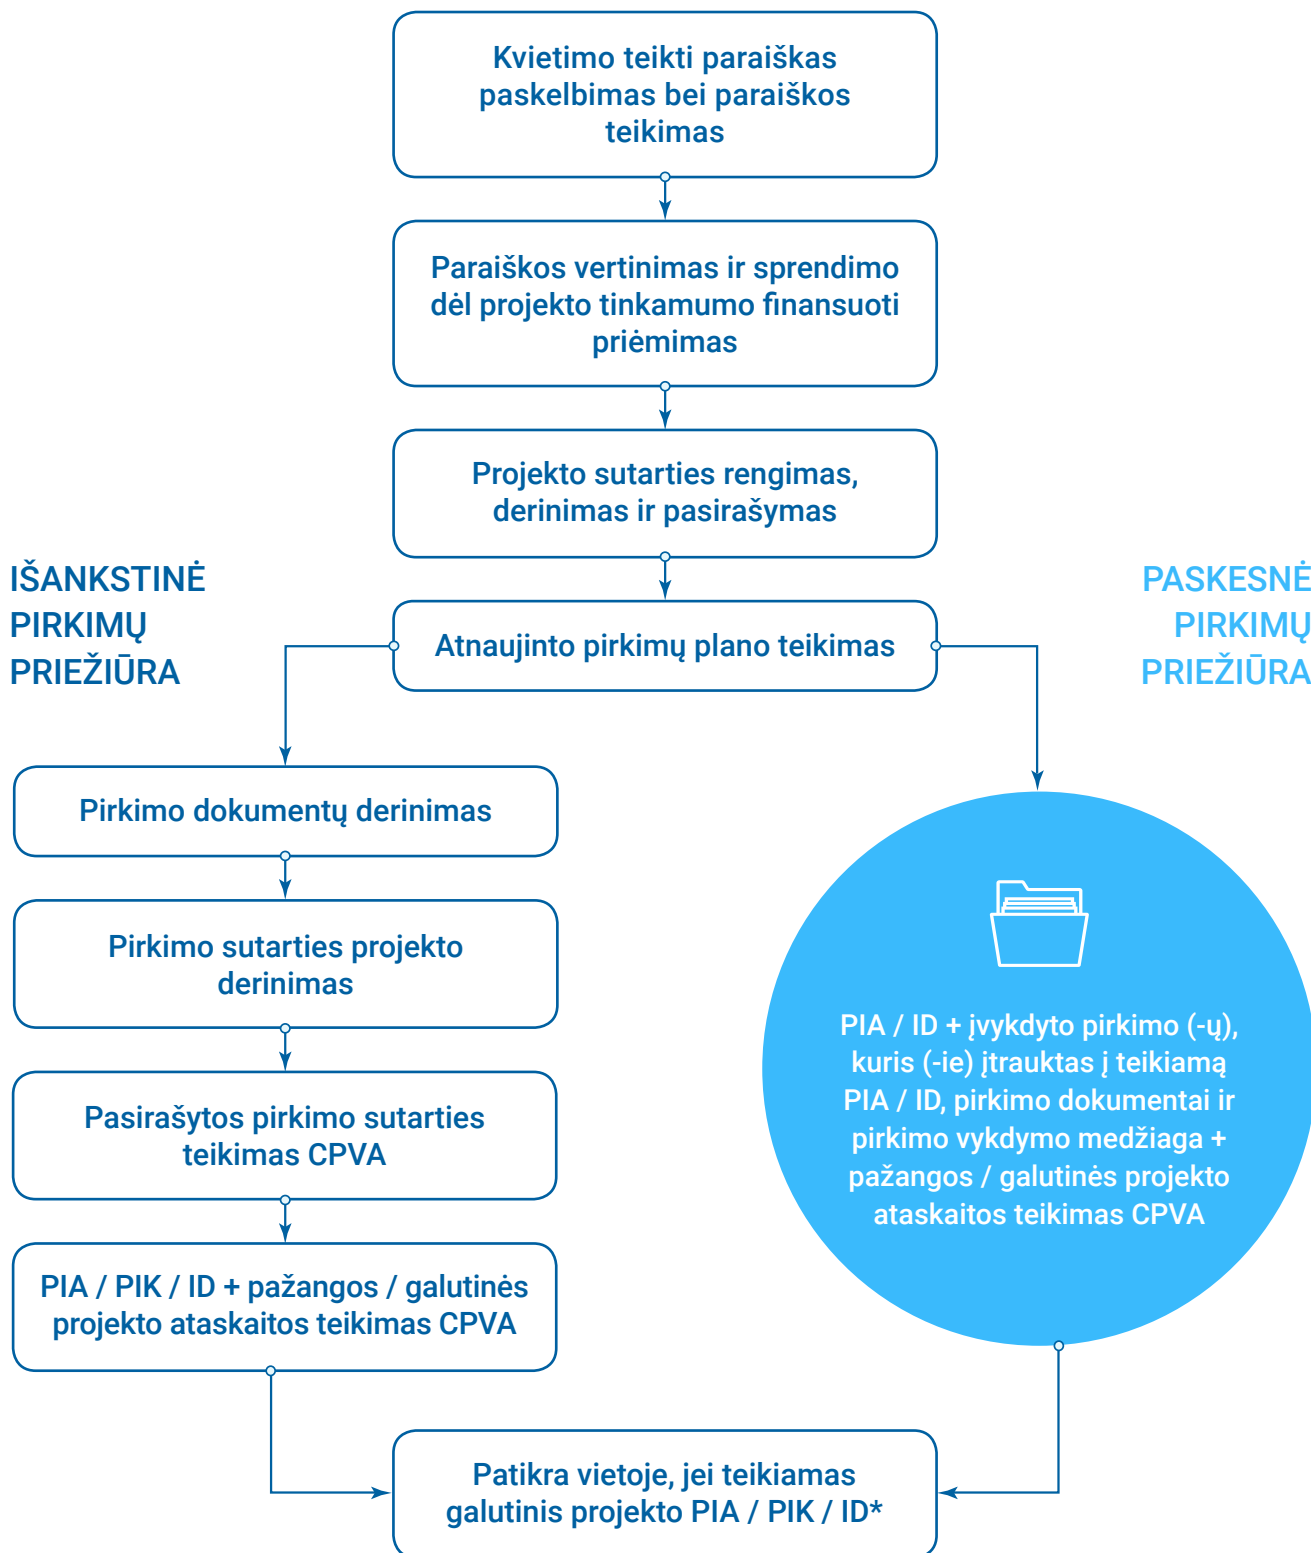 Kvietimo teikti paraiškas
paskelbimas bei paraiškos
teikimas
Paraiškos vertinimas ir sprendimo
dėl projekto tinkamumo finansuoti
priėmimas
Projekto sutarties rengimas,
derinimas ir pasirašymas
IŠANKSTINĖ
PIRKIMŲ
PRIEŽIŪRA
Atnaujinto pirkimų plano teikimas
PASKESNĖ
PIRKIMŲ
PRIEŽIŪRA
Pirkimo dokumentų derinimas
Pirkimo sutarties projekto
derinimas
Pasirašytos pirkimo sutarties
teikimas CPVA
PIA / PIK / ID + pažangos / galutinės
projekto ataskaitos teikimas CPVA
PIA / ID + įvykdyto pirkimo (-ų),
kuris (-ie) įtrauktas į teikiamą
PIA / ID, pirkimo dokumentai ir
pirkimo vykdymo medžiaga +
pažangos / galutinės projekto
ataskaitos teikimas CPVA
Patikra vietoje, jei teikiamas
galutinis projekto PIA / PIK / ID*